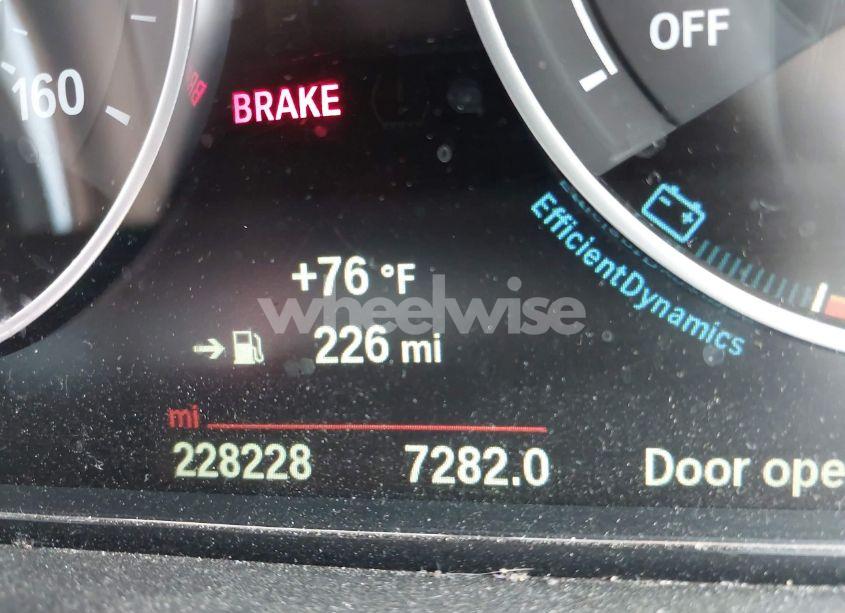 160
BRAKE
OFF
EfficientDynamics
+76 °F
wheelwise
226 mi
mi
228228 7282.0 Door ope